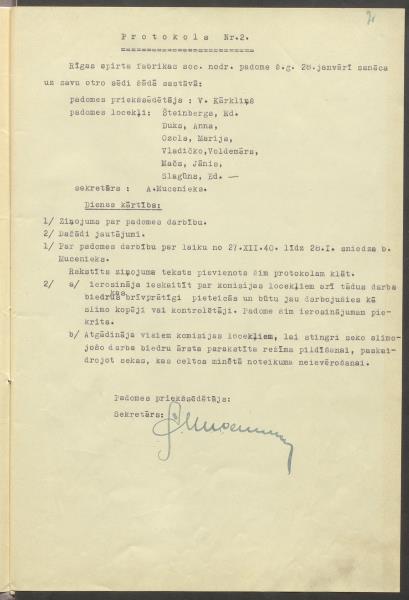 2
Protokols Nr.2.
Rīgas spirta fabrikas soc. nodr. padome š.g. 28.janvārī sanāca
uz savu otro sēdi šādā sastāvā:
padomes priekšsēdētājs : V. Kārkliņš
padomes locekļi: Šteinbergs, Ed.
Duks, Anna,
Ozols, Marija,
Vladičko,Voldemārs,
Mačs, Jānis,
Slagūns, Ed. —
sekretārs : A.Mucenieks.
Dienas kārtība:
1/ Ziņojums par padomes darbību.
2/ Dažādi jautājumi.
1/ Par padomes darbību par laiku no 27.XII.40. līdz 28.I. sniedza b.
Mucenieks.
Rakstīts ziņojuma teksts pievienots šim protokolam klāt.
2/ a/ ierosināja ieskaitīt par komisijas locekļiem arī tādus darba
biedrus kas brīvprātīgi pieteicās un būtu jau darbojušies kā
slimo kopēji vai kontrolētāji. Padome šim ierosinājumam pie-
krita.
b/ Atgādināja visiem komisijas locekļiem, lai stingri seko slimo-
jošo darba biedru ārsta parakstīta režīma pildīšanai, paskai-
drojot sekas, kas celtos minētā noteikuma neievērošanai.
Padomes priekšsēdētājs:
Sekretārs: